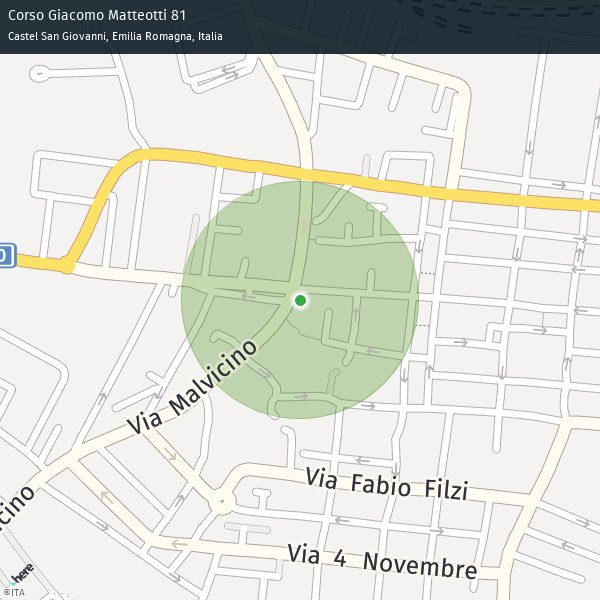 Corso Giacomo Matteotti 81
Castel San Giovanni, Emilia Romagna, Italia
0
Via Malvicino
Via Fabio Filzi
cino
Via 4 Novembre
here
©ITA